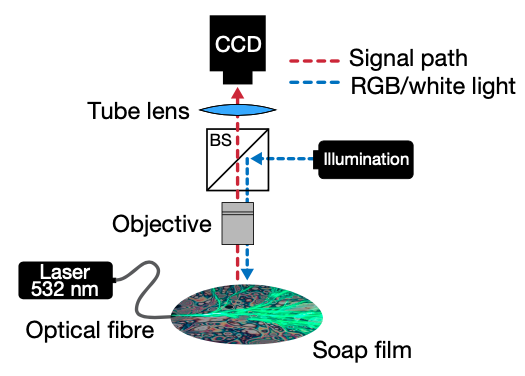 CCD
Signal path
RGB/white light
Tube lens
BS
Illumination
Objective
Laser
532 nm
Optical fibre
Soap film